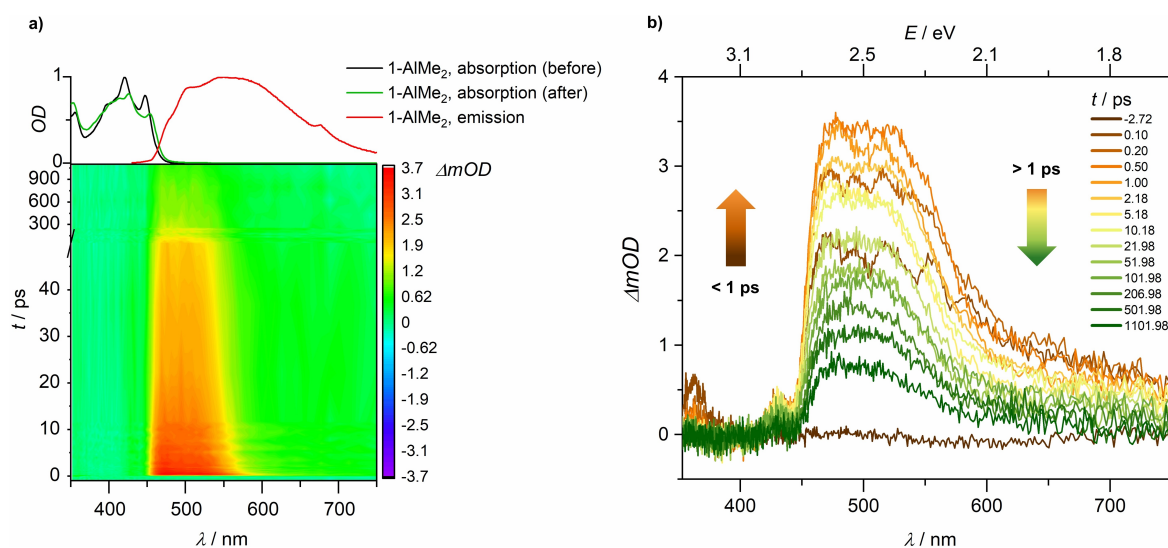 a)
1-AlMe2, absorption (before)
1-AlMe2, absorption (after)
1-AlMe2, emission
OD
1
0
ΔmOD
3.7
3.1
2.5
1.9
1.2
0.62
0
-0.62
-1.2
-1.9
-2.5
-3.1
-3.7
t / ps
900
600
300
40
30
20
10
0
400 500 600 700
λ / nm
b)
E / eV
3.1 2.5 2.1 1.8
ΔmOD
4
3
2
1
0
< 1 ps
> 1 ps
t / ps
-2.72
0.10
0.20
0.50
1.00
2.18
5.18
10.18
21.98
51.98
101.98
206.98
501.98
1101.98
400 500 600 700
λ / nm